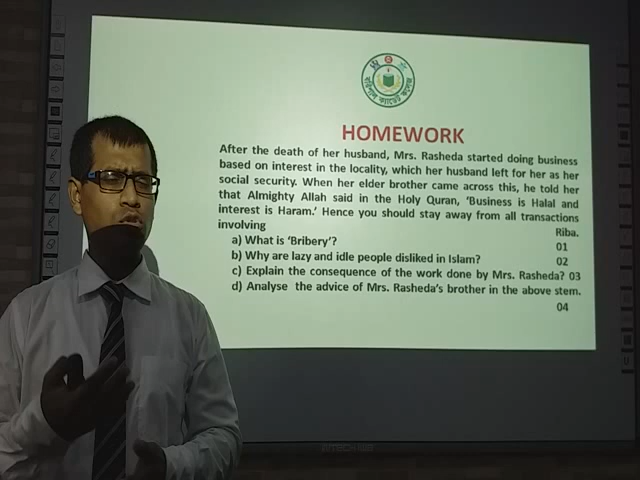 বরিশাল ক্যাডেট কলেজ
HOMEWORK
After the death of her husband, Mrs. Rasheda started doing business
based on interest in the locality, which her husband left for her as her
social security. When her elder brother came across this, he told her
that Almighty Allah said in the Holy Quran, ‘Business is Halal and
interest is Haram.’ Hence you should stay away from all transactions
involving Riba.
a) What is ‘Bribery’? 01
b) Why are lazy and idle people disliked in Islam? 02
c) Explain the consequence of the work done by Mrs. Rasheda? 03
d) Analyse the advice of Mrs. Rasheda’s brother in the above stem.
04